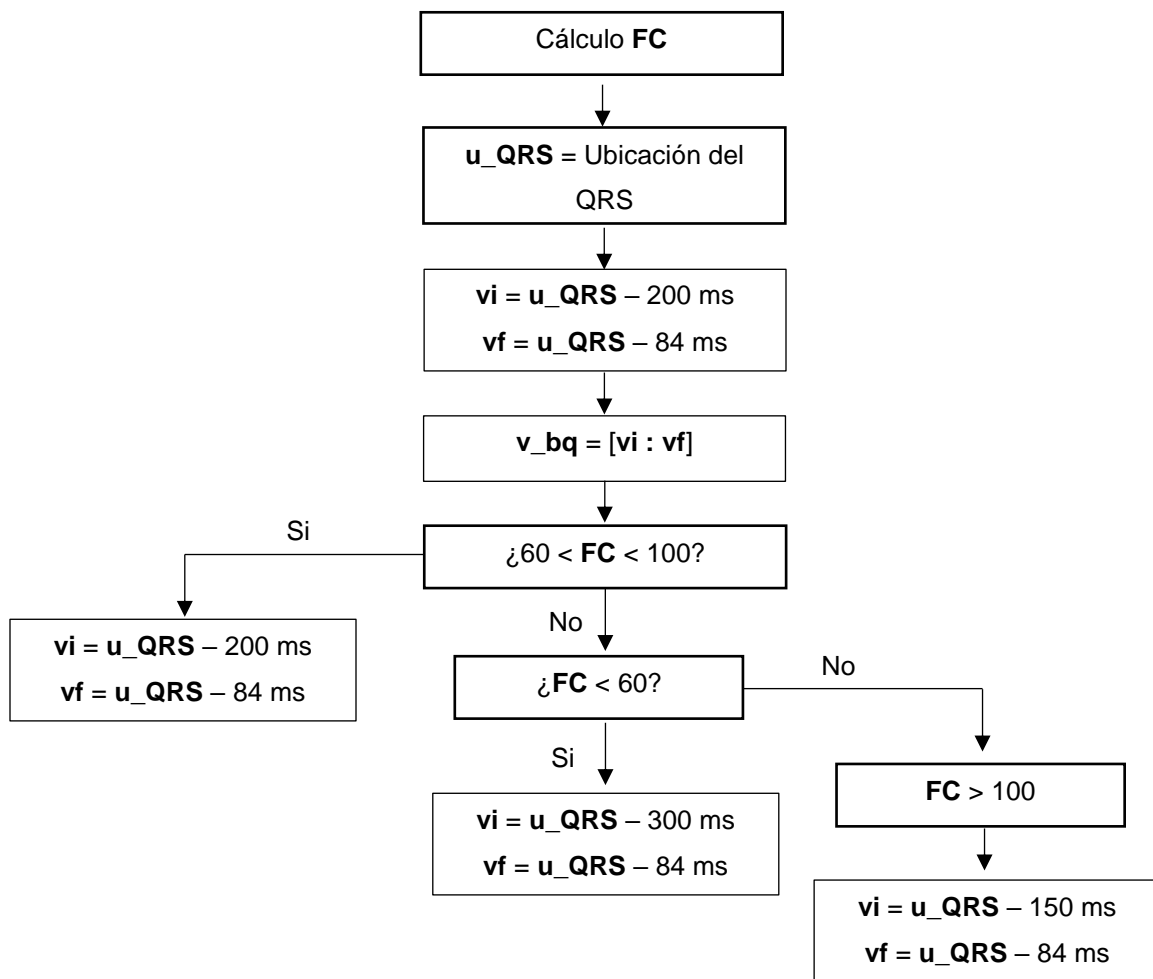 Cálculo FC
u_QRS = Ubicación del
QRS
vi = u_QRS – 200 ms
vf = u_QRS – 84 ms
v_bq = [vi : vf]
Si
¿60 < FC < 100?
vi = u_QRS – 200 ms
vf = u_QRS – 84 ms
No
¿FC < 60?
No
Si
vi = u_QRS – 300 ms
vf = u_QRS – 84 ms
FC > 100
vi = u_QRS – 150 ms
vf = u_QRS – 84 ms